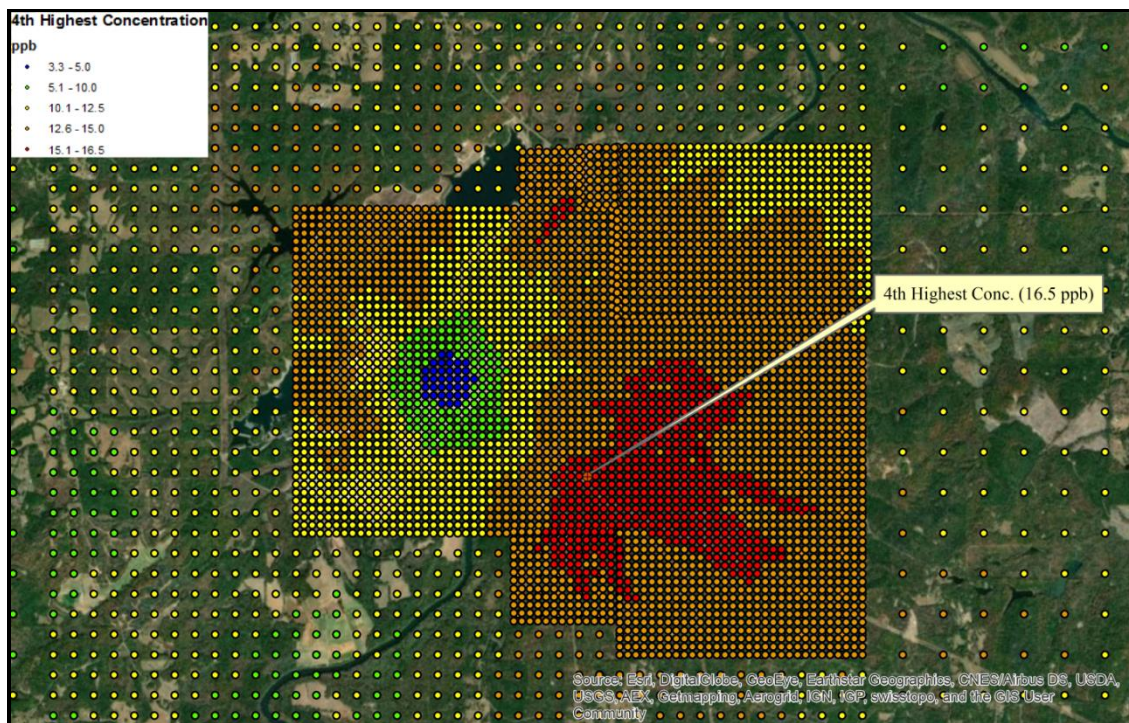 4th Highest Concentration
ppb
3.3 - 5.0
5.1 - 10.0
10.1 - 12.5
12.6 - 15.0
15.1 - 16.5
4th Highest Conc. (16.5 ppb)
Source: Esri, DigitalGlobe, GeoEye, Earthstar Geographics, CNES/Airbus DS, USDA,
USGS, AEX, Getmapping, Aerogrid, IGN, IGP, swisstopo, and the GIS User
Community